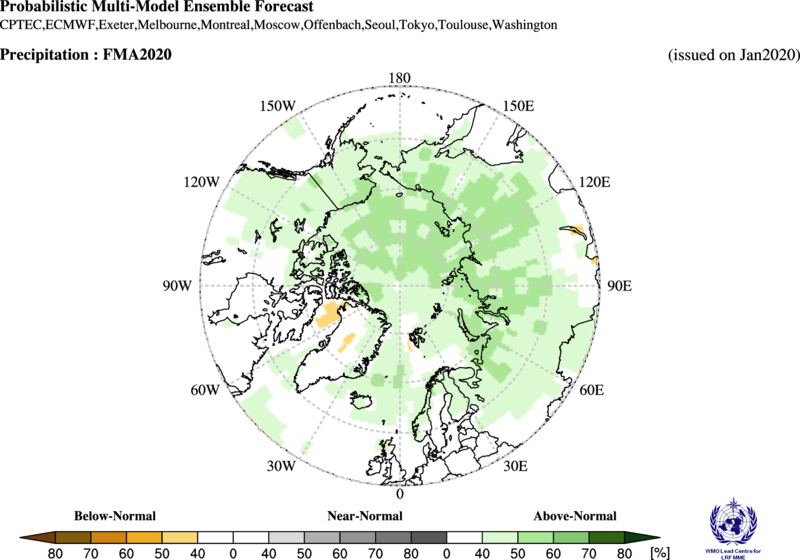 Probabilistic Multi-Model Ensemble Forecast
CPTEC,ECMWF,Exeter,Melbourne,Montreal,Moscow,Offenbach,Seoul,Tokyo,Toulouse,Washington
Precipitation : FMA2020 (issued on Jan2020)
180
150W 150E
120W 120E
90W 90E
60W 60E
30W 30E
0
Below-Normal Near-Normal Above-Normal
80 70 60 50 40 0 40 50 60 70 80 0 40 50 60 70 80 [%]
WMO Lead Centre for
LRF MME